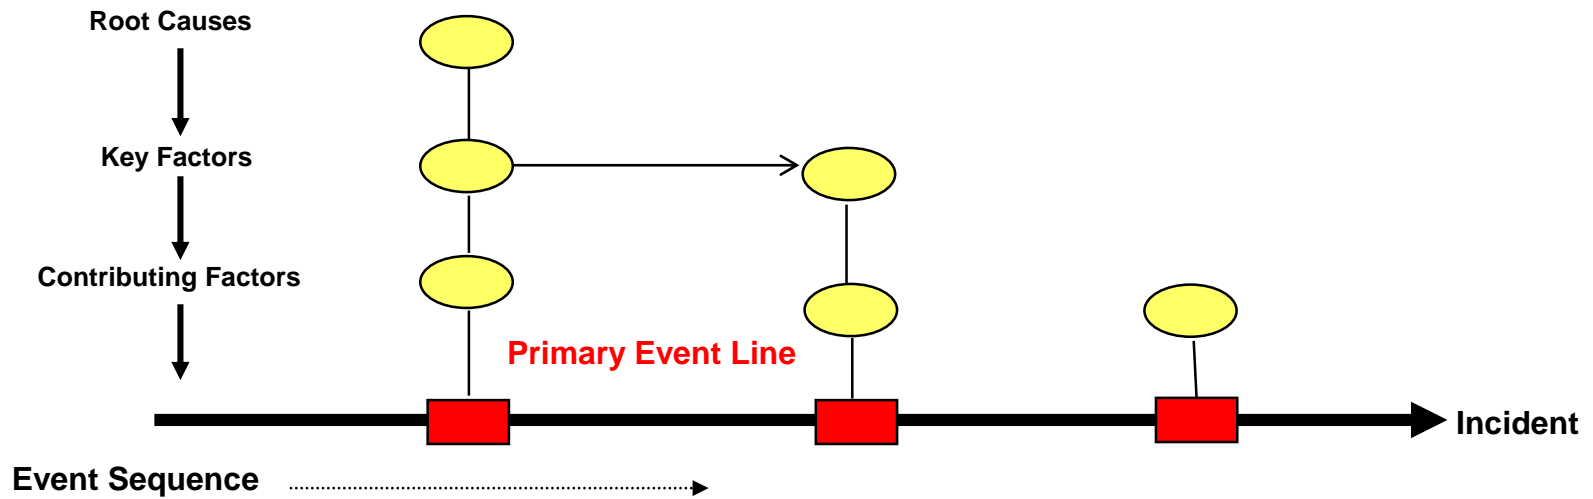 Root Causes
Key Factors
Contributing Factors
Primary Event Line
Incident
Event Sequence